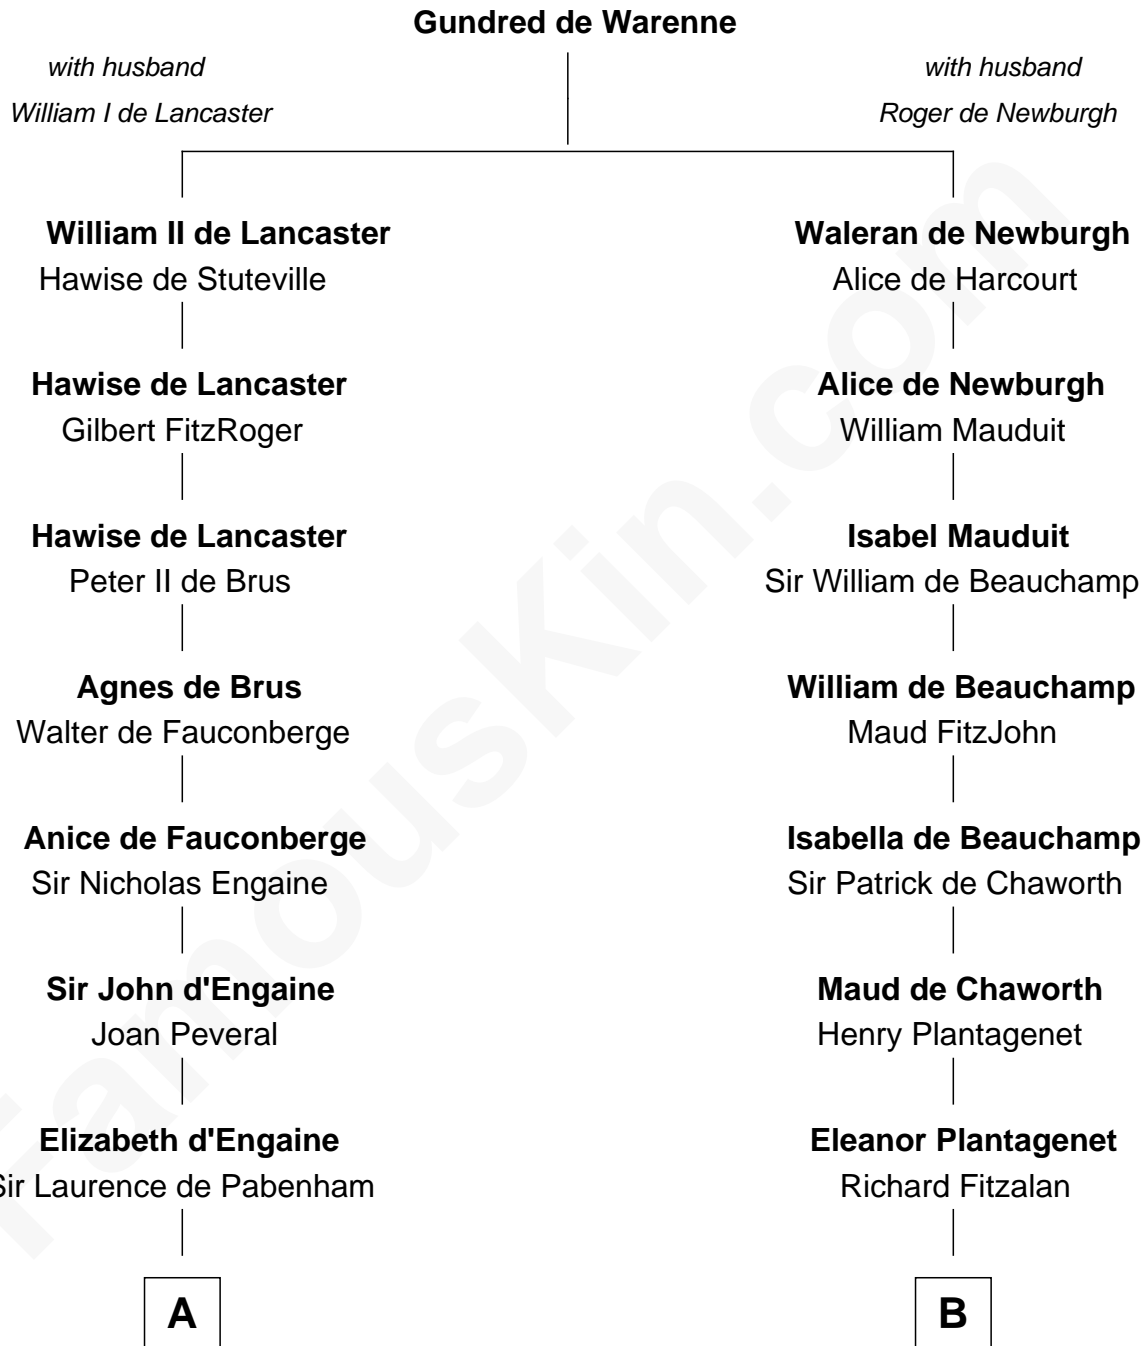 Gundred de Warenne
with husband
William I de Lancaster
with husband
Roger de Newburgh
William II de Lancaster
Hawise de Stuteville
Waleran de Newburgh
Alice de Harcourt
Hawise de Lancaster
Gilbert FitzRoger
Alice de Newburgh
William Mauduit
Hawise de Lancaster
Peter II de Brus
Isabel Mauduit
Sir William de Beauchamp
Agnes de Brus
Walter de Fauconberge
William de Beauchamp
Maud FitzJohn
Anice de Fauconberge
Sir Nicholas Engaine
Isabella de Beauchamp
Sir Patrick de Chaworth
Sir John d'Engaine
Joan Peveral
Maud de Chaworth
Henry Plantagenet
Elizabeth d'Engaine
Sir Laurence de Pabenham
Eleanor Plantagenet
Richard Fitzalan
A
B
FamousKin.com